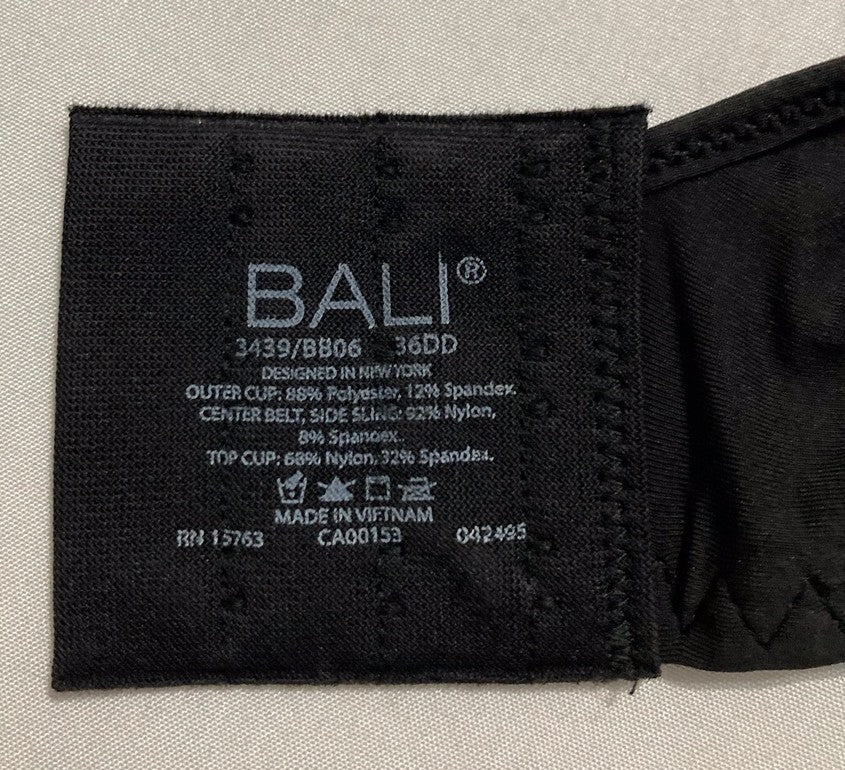 BALI®
3439/BB06 36DD
DESIGNED IN NEW YORK
OUTER CUP: 88% Polyester, 12% Spandex.
CENTER BELT, SIDE SLING: 92% Nylon,
8% Spandex.
TOP CUP: 68% Nylon, 32% Spandex.
MADE IN VIETNAM
RN 15763 CA00153 042495